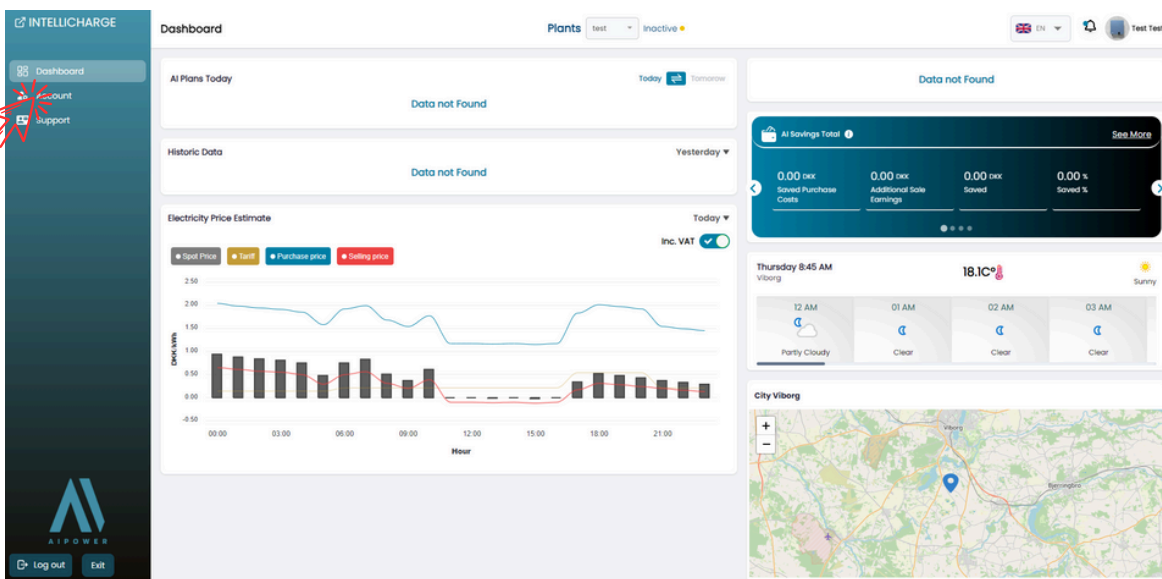 INTELLICHARGE
Dashboard
Account
Support
AIPOWER
Log out
Exit
Dashboard
Plants
test
Inactive
EN
Test Test
AI Plans Today
Today
Tomorrow
Data not Found
Historic Data
Yesterday
Data not Found
Electricity Price Estimate
Today
Inc. VAT
Spot Price
Tariff
Purchase price
Selling price
DKK/kWh
2.50
2.00
1.50
1.00
0.50
0.00
-0.50
00:00
03:00
06:00
09:00
12:00
15:00
18:00
21:00
Hour
Data not Found
AI Savings Total
See More
0.00 DKK
Saved Purchase
Costs
0.00 DKK
Additional Sale
Earnings
0.00 DKK
Saved
0.00 %
Saved %
Thursday 8:45 AM
Viborg
18.1C°
Sunny
12 AM
Partly Cloudy
01 AM
Clear
02 AM
Clear
03 AM
Clear
City Viborg
+
−
Viborg
Bjerringbro